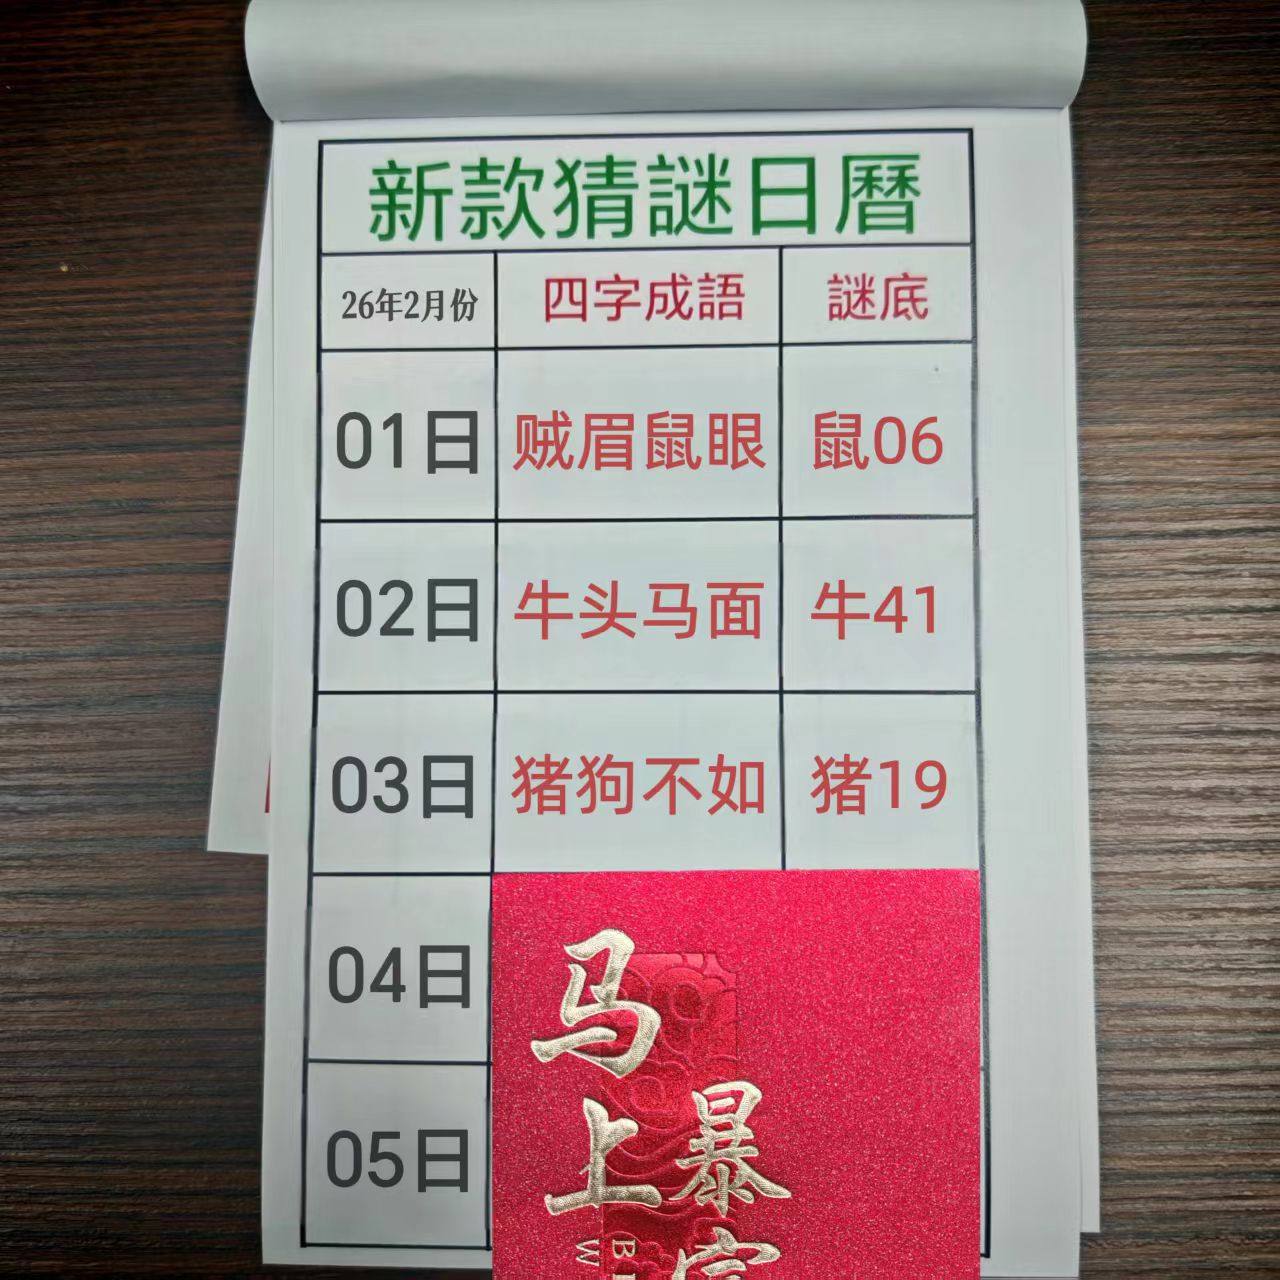 新款猜謎日曆
26年2月份 四字成語 謎底
01日 贼眉鼠眼 鼠06
02日 牛头马面 牛41
03日 猪狗不如 猪19
04日
05日
马上
暴